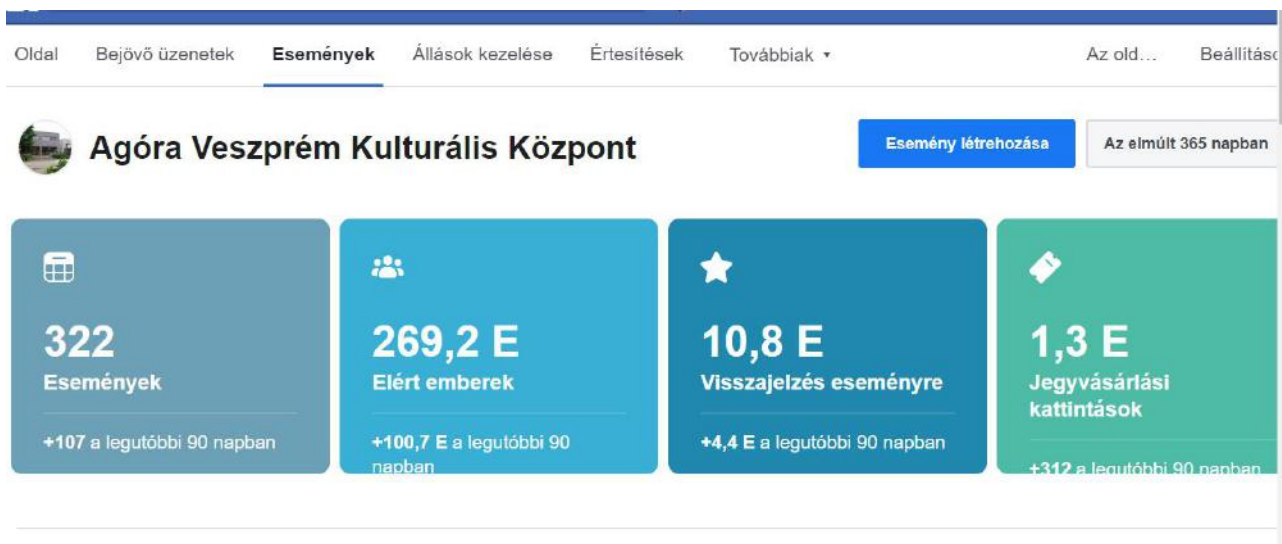 Oldal Bejövő üzenetek Események Állások kezelése Értesítések Továbbiak Az old... Beállításo
Agóra Veszprém Kulturális Központ Esemény létrehozása Az elmúlt 365 napban
322
Események
+107 a legutóbbi 90 napban
269,2 E
Elért emberek
+100,7 E a legutóbbi 90
napban
10,8 E
Visszajelzés eseményre
+4,4 E a legutóbbi 90 napban
1,3 E
Jegyvásárlási
kattintások
+312 a legutóbbi 90 napban